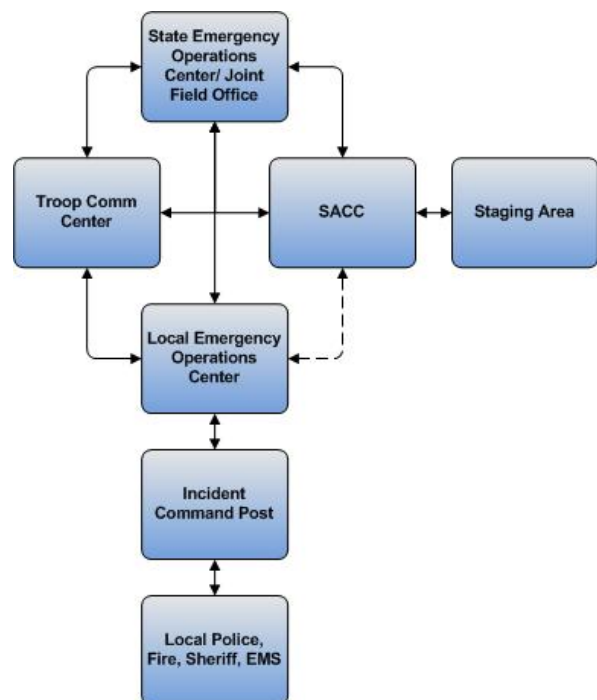 State Emergency
Operations
Center/ Joint
Field Office
Troop Comm
Center
SACC
Staging Area
Local Emergency
Operations
Center
Incident
Command Post
Local Police,
Fire, Sheriff, EMS